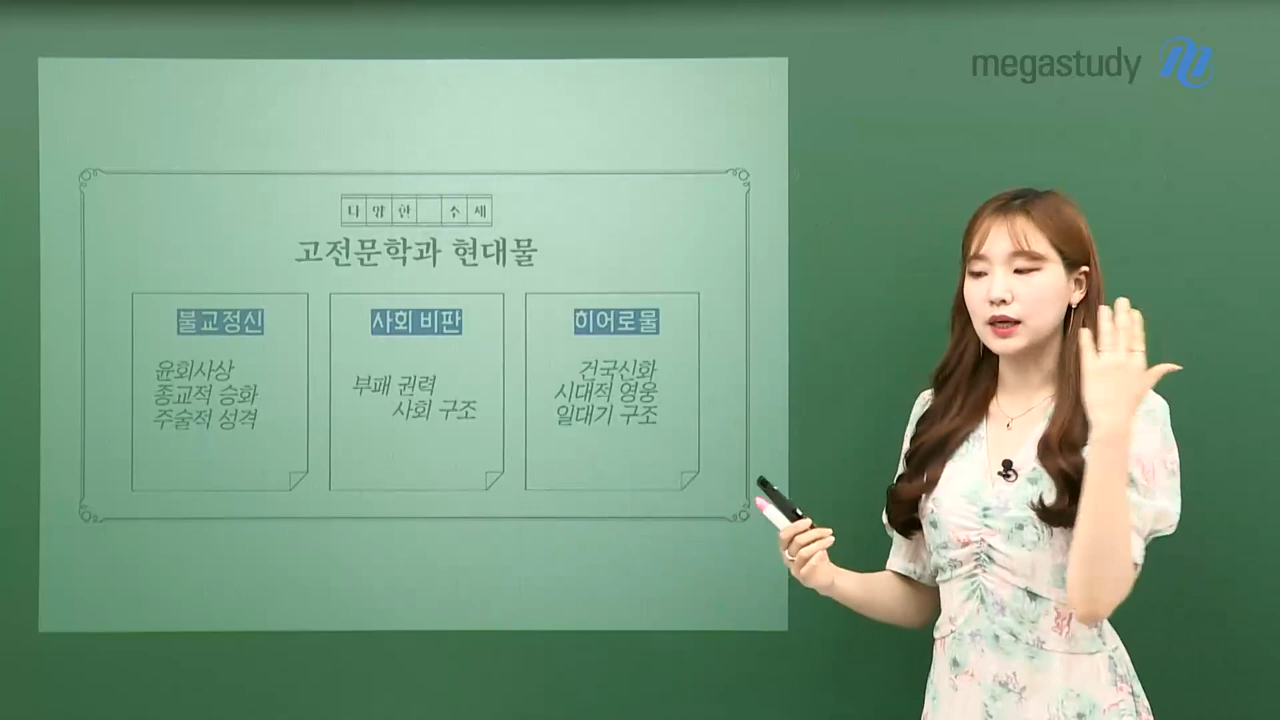 megastudy
다양한 소세
고전문학과 현대물
불교정신
윤회사상
종교적 승화
주술적 성격
사회 비판
부패 권력
사회 구조
히어로물
건국신화
시대적 영웅
일대기 구조